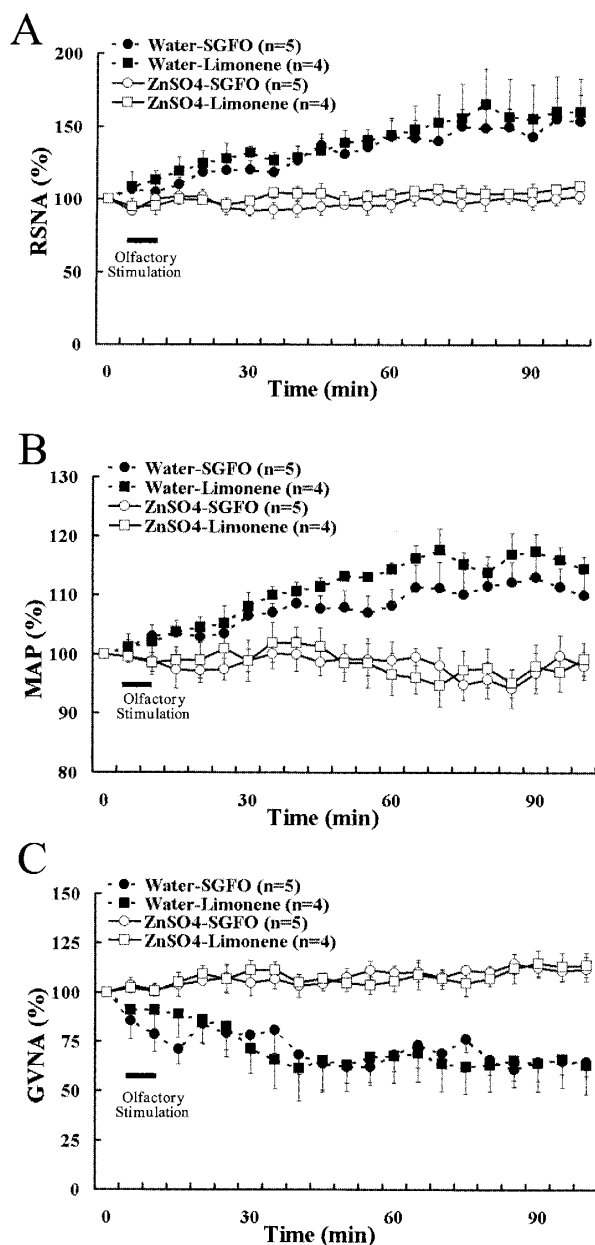 A
Water-SGFO (n=5)
Water-Limonene (n=4)
ZnSO4-SGFO (n=5)
ZnSO4-Limonene (n=4)
200
150
100
50
0
RSNA (%)
Olfactory
Stimulation
0 30 60 90
Time (min)
B
Water-SGFO (n=5)
Water-Limonene (n=4)
ZnSO4-SGFO (n=5)
ZnSO4-Limonene (n=4)
130
120
110
100
90
80
MAP (%)
Olfactory
Stimulation
0 30 60 90
Time (min)
C
Water-SGFO (n=5)
Water-Limonene (n=4)
ZnSO4-SGFO (n=5)
ZnSO4-Limonene (n=4)
150
125
100
75
50
25
0
GVNA (%)
Olfactory
Stimulation
0 30 60 90
Time (min)